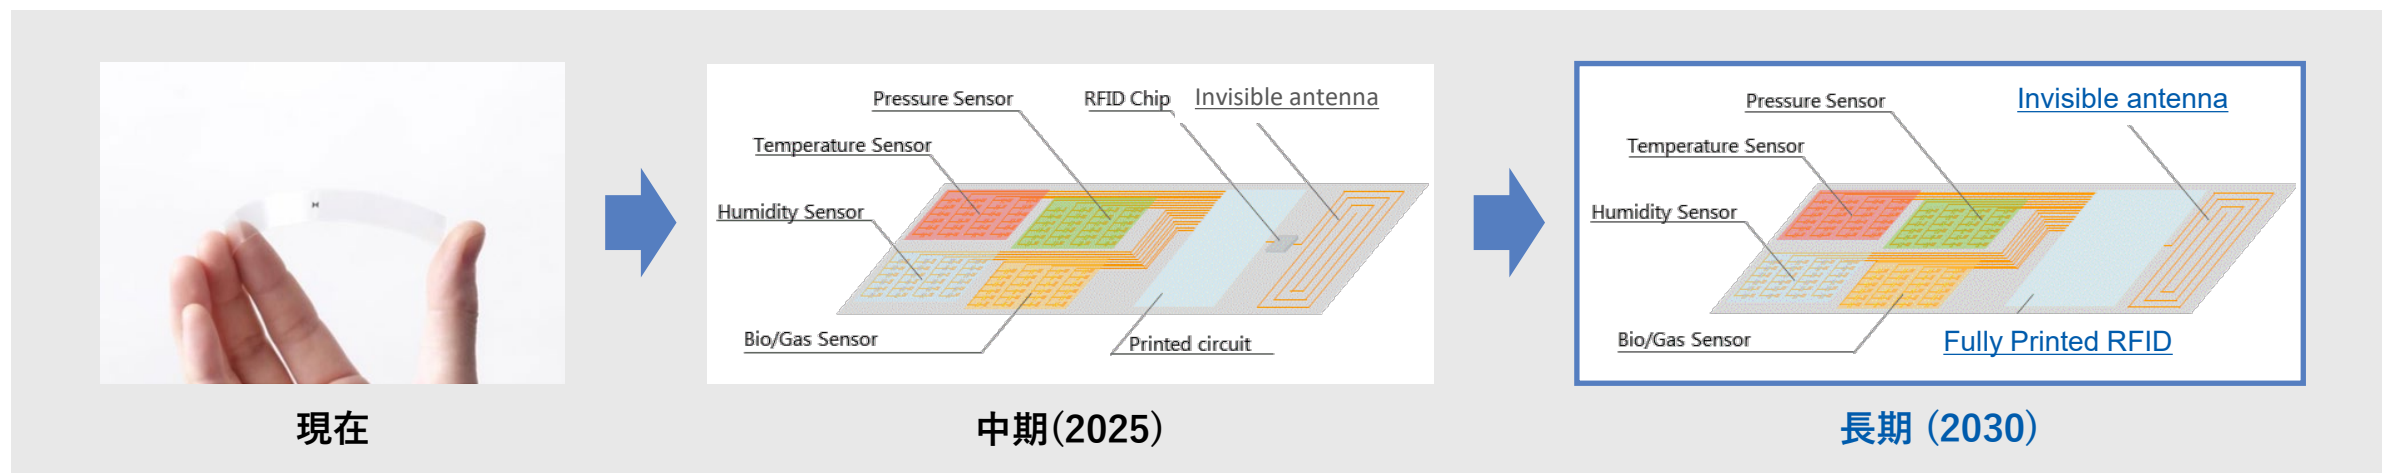 Pressure Sensor
RFID Chip
Invisible antenna
Temperature Sensor
Humidity Sensor
Bio/Gas Sensor
Printed circuit
Pressure Sensor
Invisible antenna
Temperature Sensor
Humidity Sensor
Bio/Gas Sensor
Fully Printed RFID
現在
中期(2025)
長期 (2030)